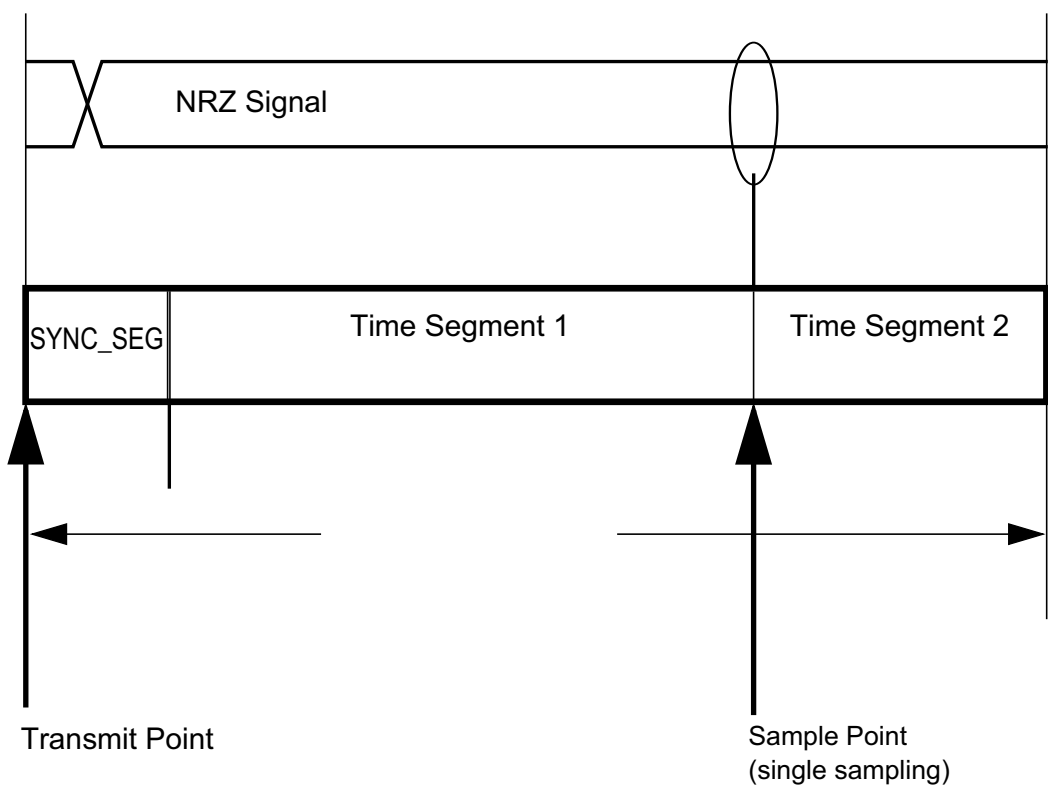 NRZ Signal
SYNC_SEG
Time Segment 1
Time Segment 2
Transmit Point
Sample Point
(single sampling)